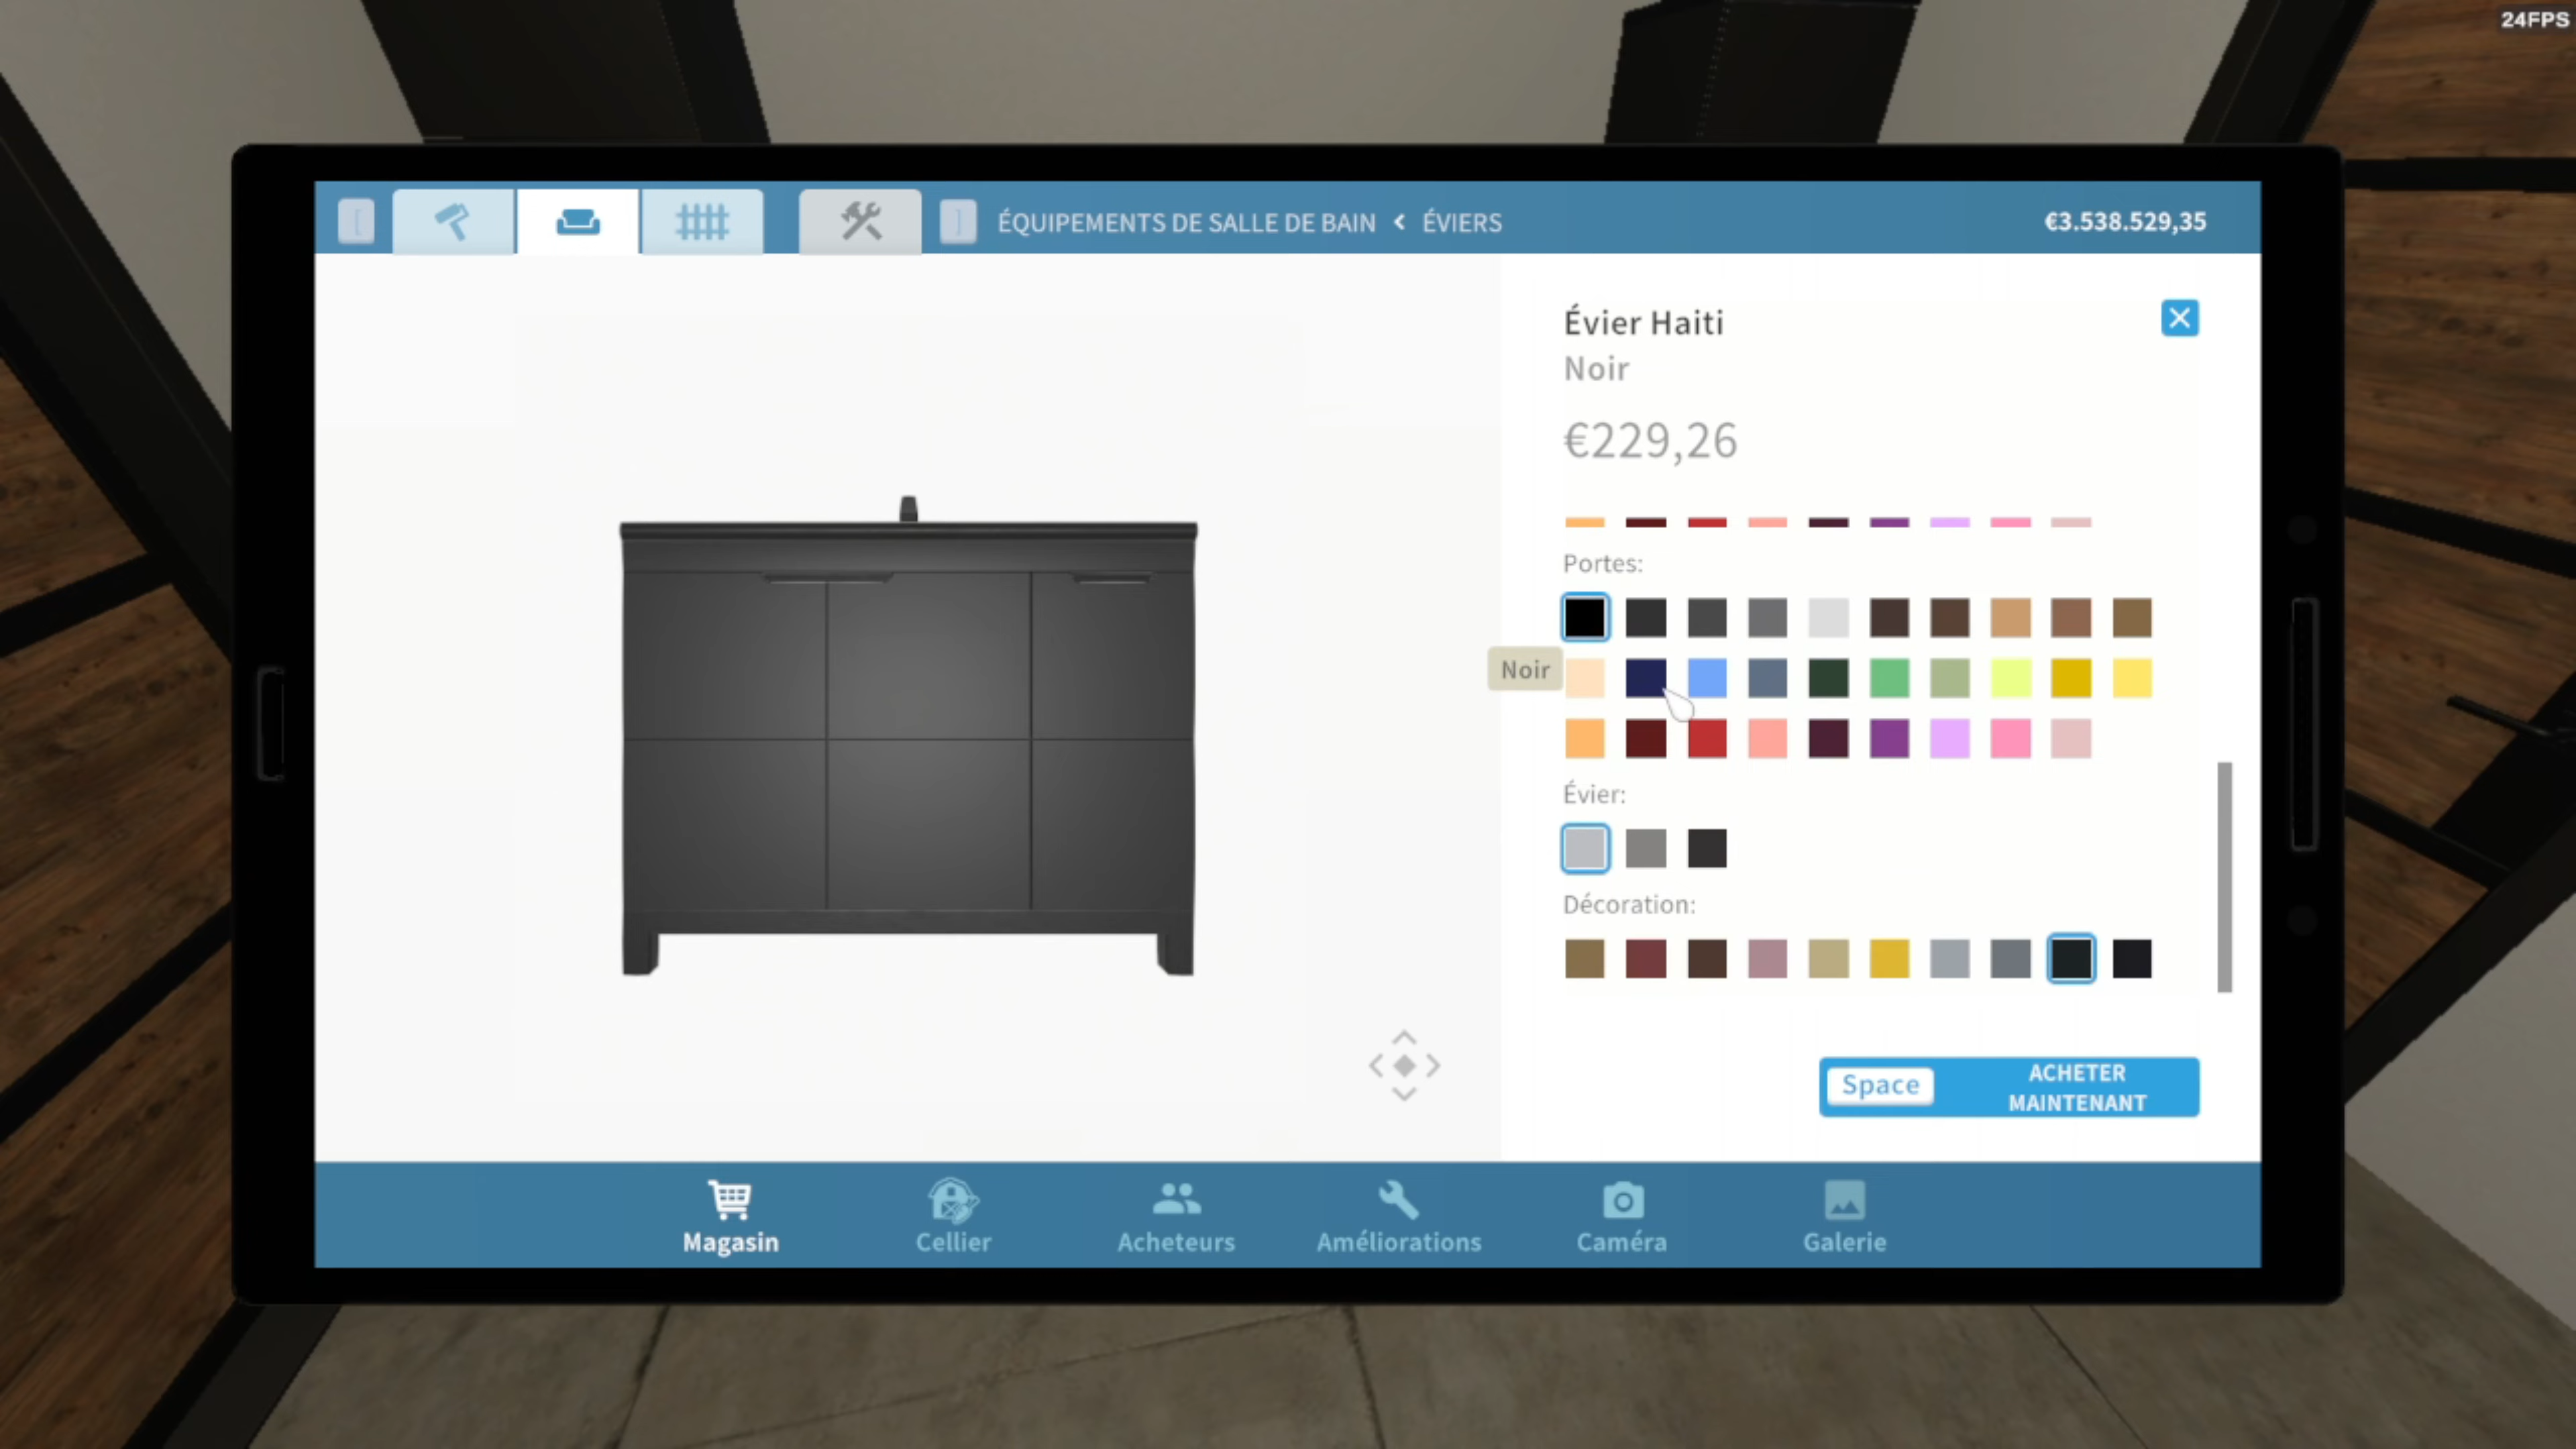 24FPS
[
]
ÉQUIPEMENTS DE SALLE DE BAIN < ÉVIERS
€3.538.529,35
Évier Haiti
Noir
€229,26
Portes:
Noir
Évier:
Décoration:
Space
ACHETER
MAINTENANT
Magasin
Cellier
Acheteurs
Améliorations
Caméra
Galerie